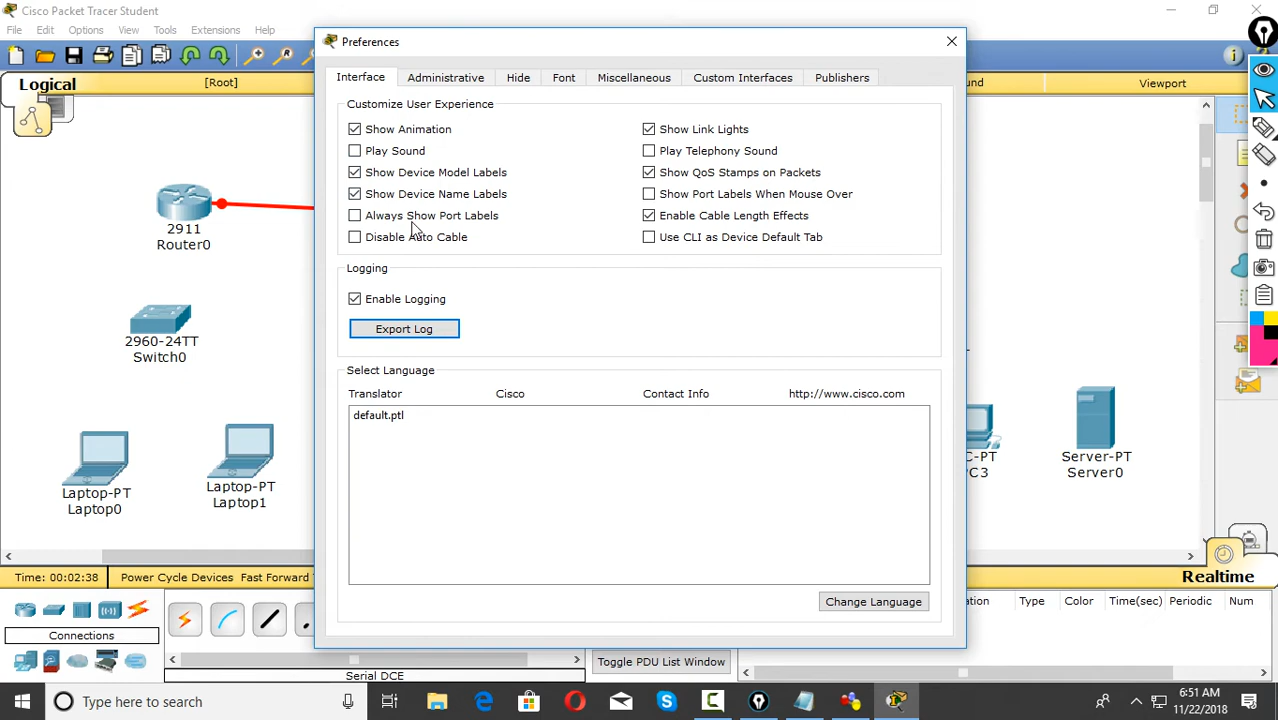 Cisco Packet Tracer Student
File Edit Options View Tools Extensions Help
Logical
[Root]
Viewport
2911
Router0
2960-24TT
Switch0
Laptop-PT
Laptop0
Laptop-PT
Laptop1
C-PT
C3
Server-PT
Server0
Preferences
Interface Administrative Hide Font Miscellaneous Custom Interfaces Publishers
Customize User Experience
Show Animation Show Link Lights
Play Sound Play Telephony Sound
Show Device Model Labels Show QoS Stamps on Packets
Show Device Name Labels Show Port Labels When Mouse Over
Always Show Port Labels Enable Cable Length Effects
Disable Auto Cable Use CLI as Device Default Tab
Logging
Enable Logging
Export Log
Select Language
Translator Cisco Contact Info http://www.cisco.com
default.ptl
Change Language
Time: 00:02:38 Power Cycle Devices Fast Forward
Realtime
Connections
Serial DCE
Toggle PDU List Window
Type Color Time(sec) Periodic Num
Type here to search
6:51 AM
11/22/2018